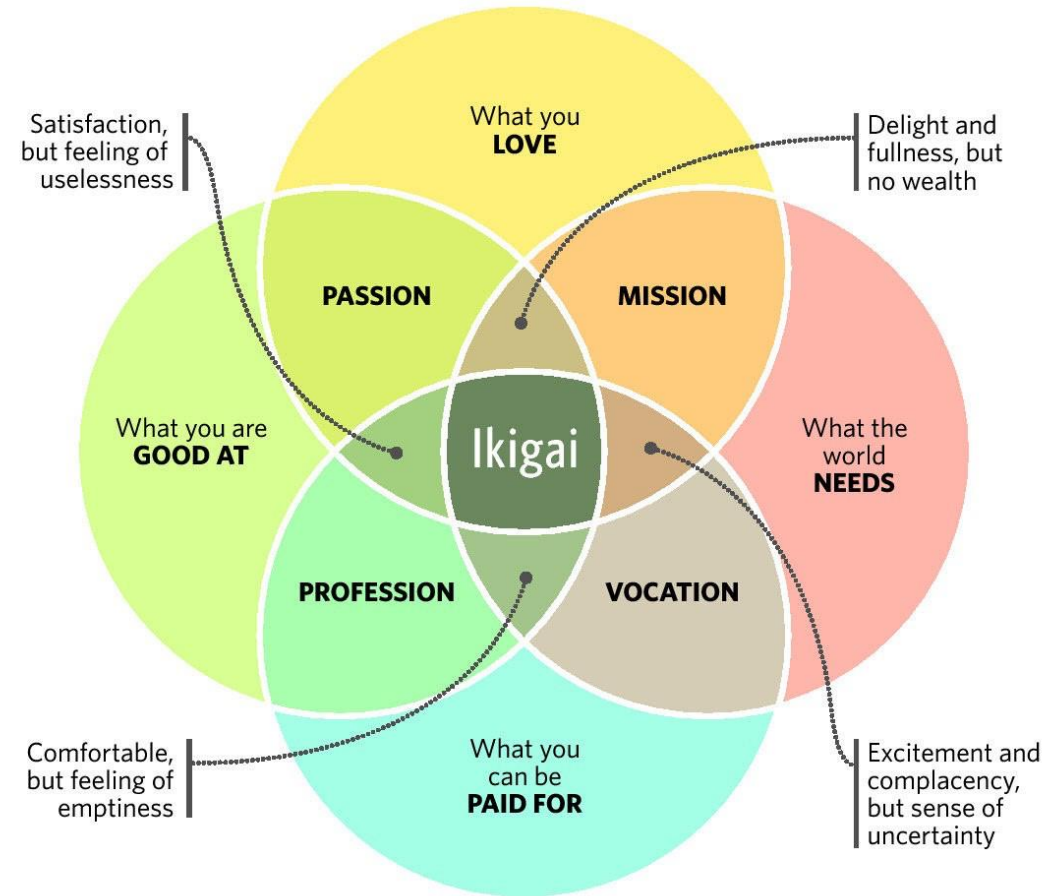 What you
LOVE
Satisfaction,
but feeling of
uselessness
Delight and
fullness, but
no wealth
PASSION
MISSION
What you are
GOOD AT
Ikigai
What the
world
NEEDS
PROFESSION
VOCATION
Comfortable,
but feeling of
emptiness
What you
can be
PAID FOR
Excitement and
complacency,
but sense of
uncertainty